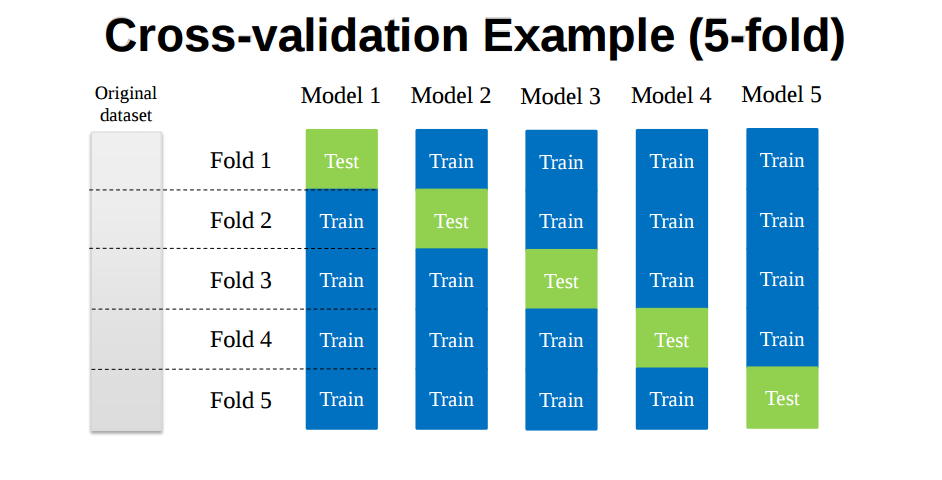 Cross-validation Example (5-fold)
Original
dataset
Model 1 Model 2 Model 3 Model 4 Model 5
Fold 1 Test Train Train Train Train
Fold 2 Train Test Train Train Train
Fold 3 Train Train Test Train Train
Fold 4 Train Train Train Test Train
Fold 5 Train Train Train Train Test